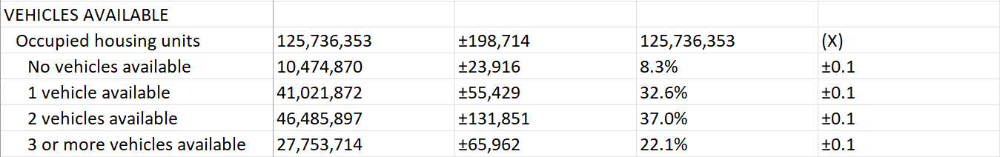 VEHICLES AVAILABLE
Occupied housing units 125,736,353 ±198,714 125,736,353 (X)
No vehicles available 10,474,870 ±23,916 8.3% ±0.1
1 vehicle available 41,021,872 ±55,429 32.6% ±0.1
2 vehicles available 46,485,897 ±131,851 37.0% ±0.1
3 or more vehicles available 27,753,714 ±65,962 22.1% ±0.1